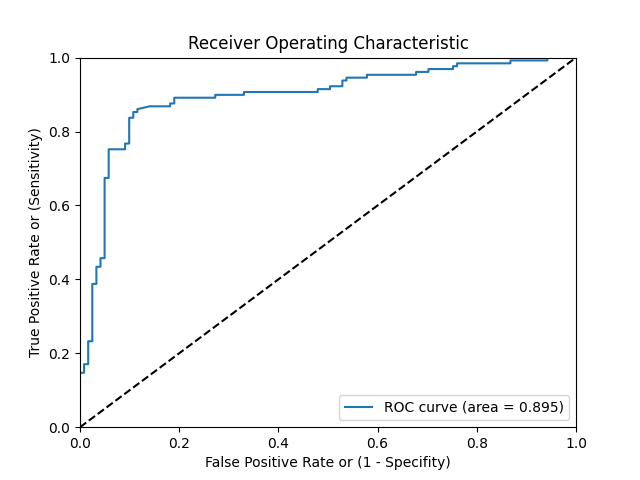 Receiver Operating Characteristic
True Positive Rate or (Sensitivity)
1.0
0.8
0.6
0.4
0.2
0.0
ROC curve (area = 0.895)
0.0 0.2 0.4 0.6 0.8 1.0
False Positive Rate or (1 - Specifity)